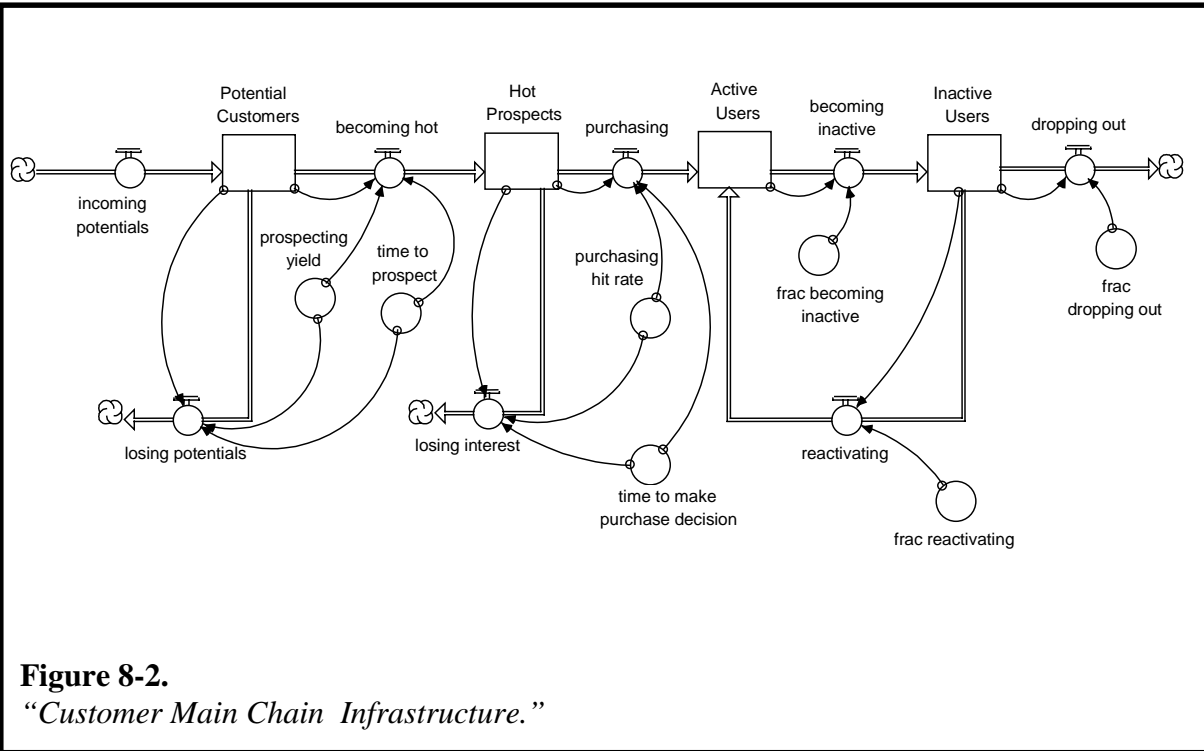 Potential
Customers
becoming hot
Hot
Prospects
purchasing
Active
Users
becoming
inactive
Inactive
Users
dropping out
incoming
potentials
prospecting
yield
time to
prospect
purchasing
hit rate
frac becoming
inactive
frac
dropping out
losing potentials
losing interest
time to make
purchase decision
reactivating
frac reactivating
Figure 8-2.
“Customer Main Chain Infrastructure.”